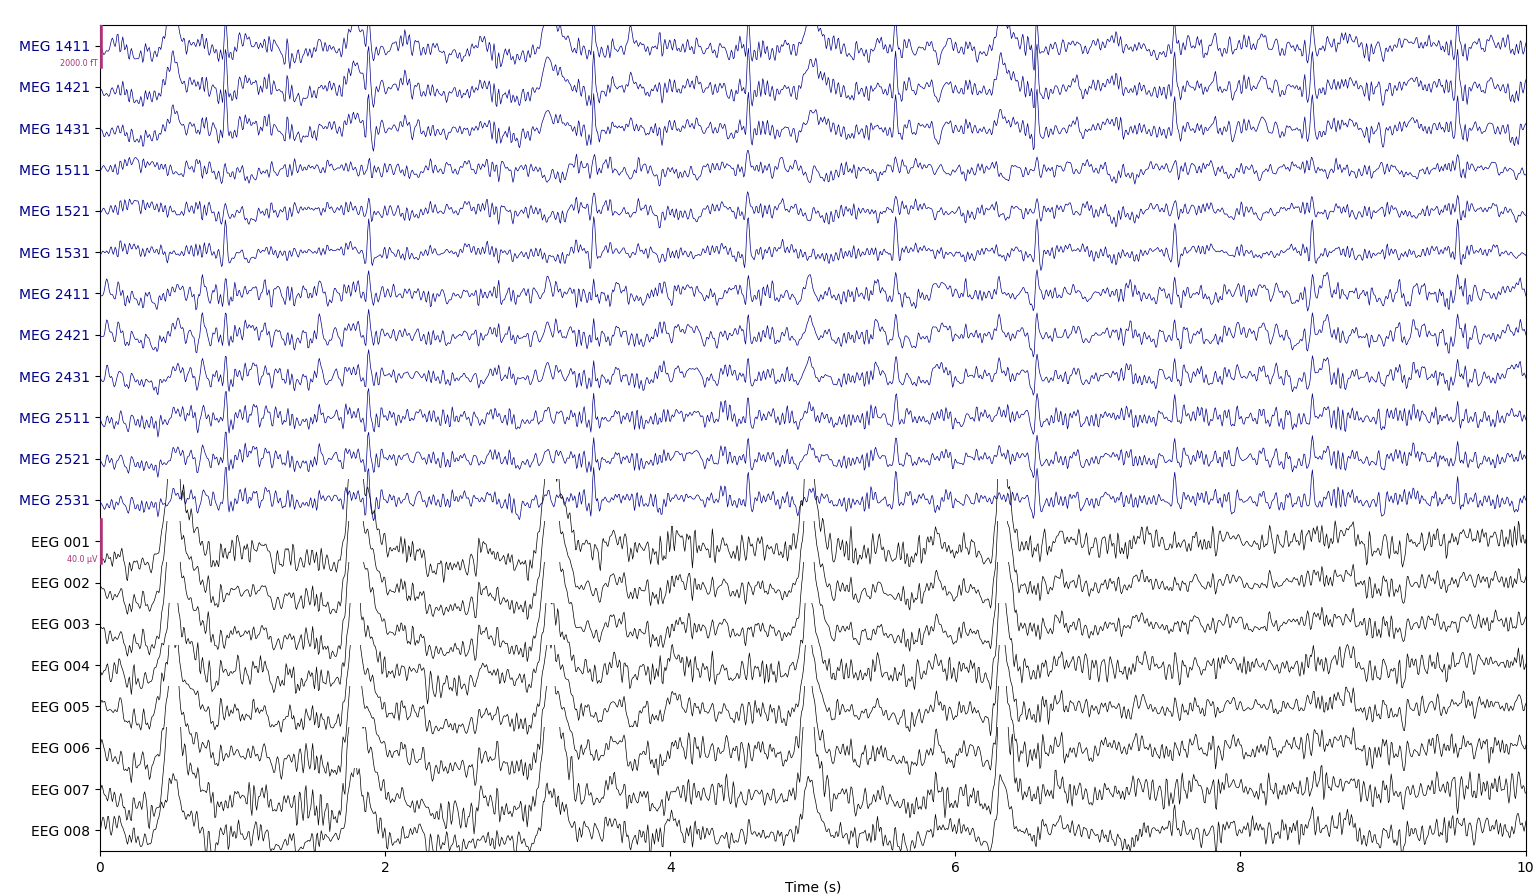 MEG 1411
2000.0 fT
MEG 1421
MEG 1431
MEG 1511
MEG 1521
MEG 1531
MEG 2411
MEG 2421
MEG 2431
MEG 2511
MEG 2521
MEG 2531
EEG 001
40.0 µV
EEG 002
EEG 003
EEG 004
EEG 005
EEG 006
EEG 007
EEG 008
0 2 4 6 8 10
Time (s)